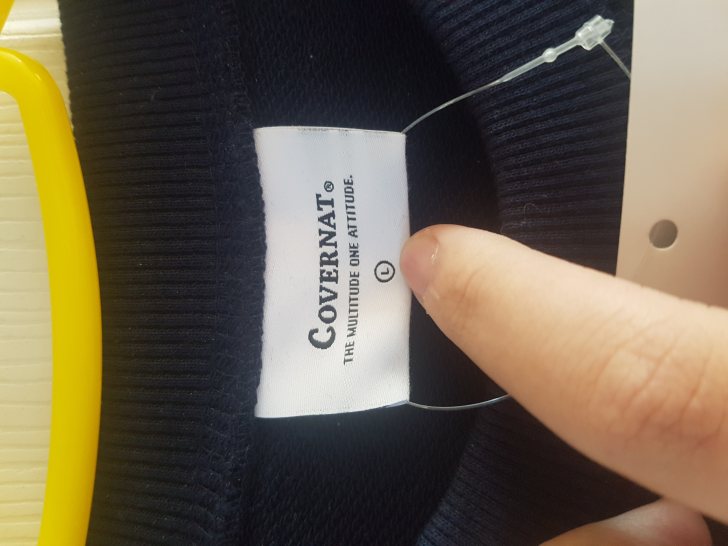 COVERNAT®
THE MULTITUDE ONE ATTITUDE.
L